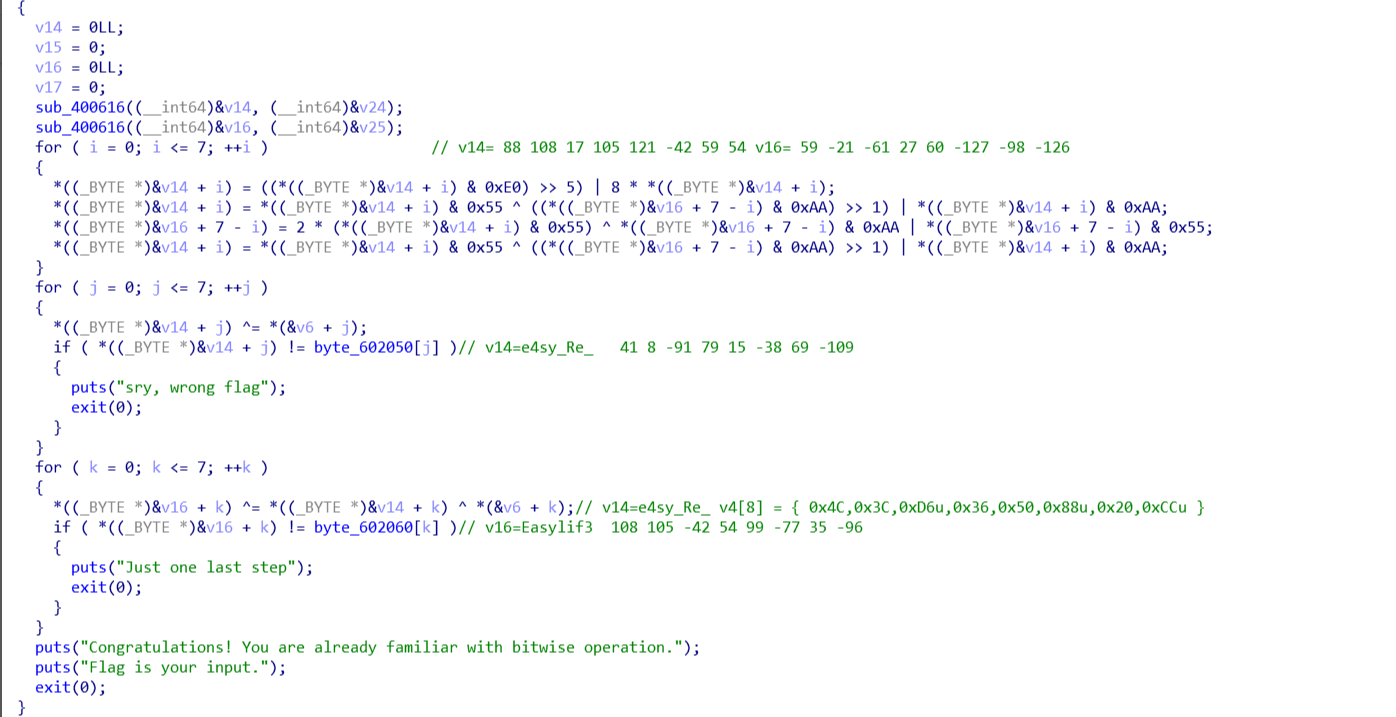 {
v14 = 0LL;
v15 = 0;
v16 = 0LL;
v17 = 0;
sub_400616((__int64)&v14, (__int64)&v24);
sub_400616((__int64)&v16, (__int64)&v25);
for ( i = 0; i <= 7; ++i ) // v14= 88 108 17 105 121 -42 59 54 v16= 59 -21 -61 27 60 -127 -98 -126
{
*((_BYTE *)&v14 + i) = ((*((_BYTE *)&v14 + i) & 0xE0) >> 5) | 8 * *((_BYTE *)&v14 + i);
*((_BYTE *)&v14 + i) = *((_BYTE *)&v14 + i) & 0x55 ^ ((*((_BYTE *)&v16 + 7 - i) & 0xAA) >> 1) | *((_BYTE *)&v14 + i) & 0xAA;
*((_BYTE *)&v16 + 7 - i) = 2 * (*((_BYTE *)&v14 + i) & 0x55) ^ *((_BYTE *)&v16 + 7 - i) & 0xAA | *((_BYTE *)&v16 + 7 - i) & 0x55;
*((_BYTE *)&v14 + i) = *((_BYTE *)&v14 + i) & 0x55 ^ ((*((_BYTE *)&v16 + 7 - i) & 0xAA) >> 1) | *((_BYTE *)&v14 + i) & 0xAA;
}
for ( j = 0; j <= 7; ++j )
{
*((_BYTE *)&v14 + j) ^= *(&v6 + j);
if ( *((_BYTE *)&v14 + j) != byte_602050[j] )// v14=e4sy_Re_ 41 8 -91 79 15 -38 69 -109
{
puts("sry, wrong flag");
exit(0);
}
}
for ( k = 0; k <= 7; ++k )
{
*((_BYTE *)&v16 + k) ^= *((_BYTE *)&v14 + k) ^ *(&v6 + k);// v14=e4sy_Re_ v4[8] = { 0x4C,0x3C,0xD6u,0x36,0x50,0x88u,0x20,0xCCu }
if ( *((_BYTE *)&v16 + k) != byte_602060[k] )// v16=Easylif3 108 105 -42 54 99 -77 35 -96
{
puts("Just one last step");
exit(0);
}
}
puts("Congratulations! You are already familiar with bitwise operation.");
puts("Flag is your input.");
exit(0);
}